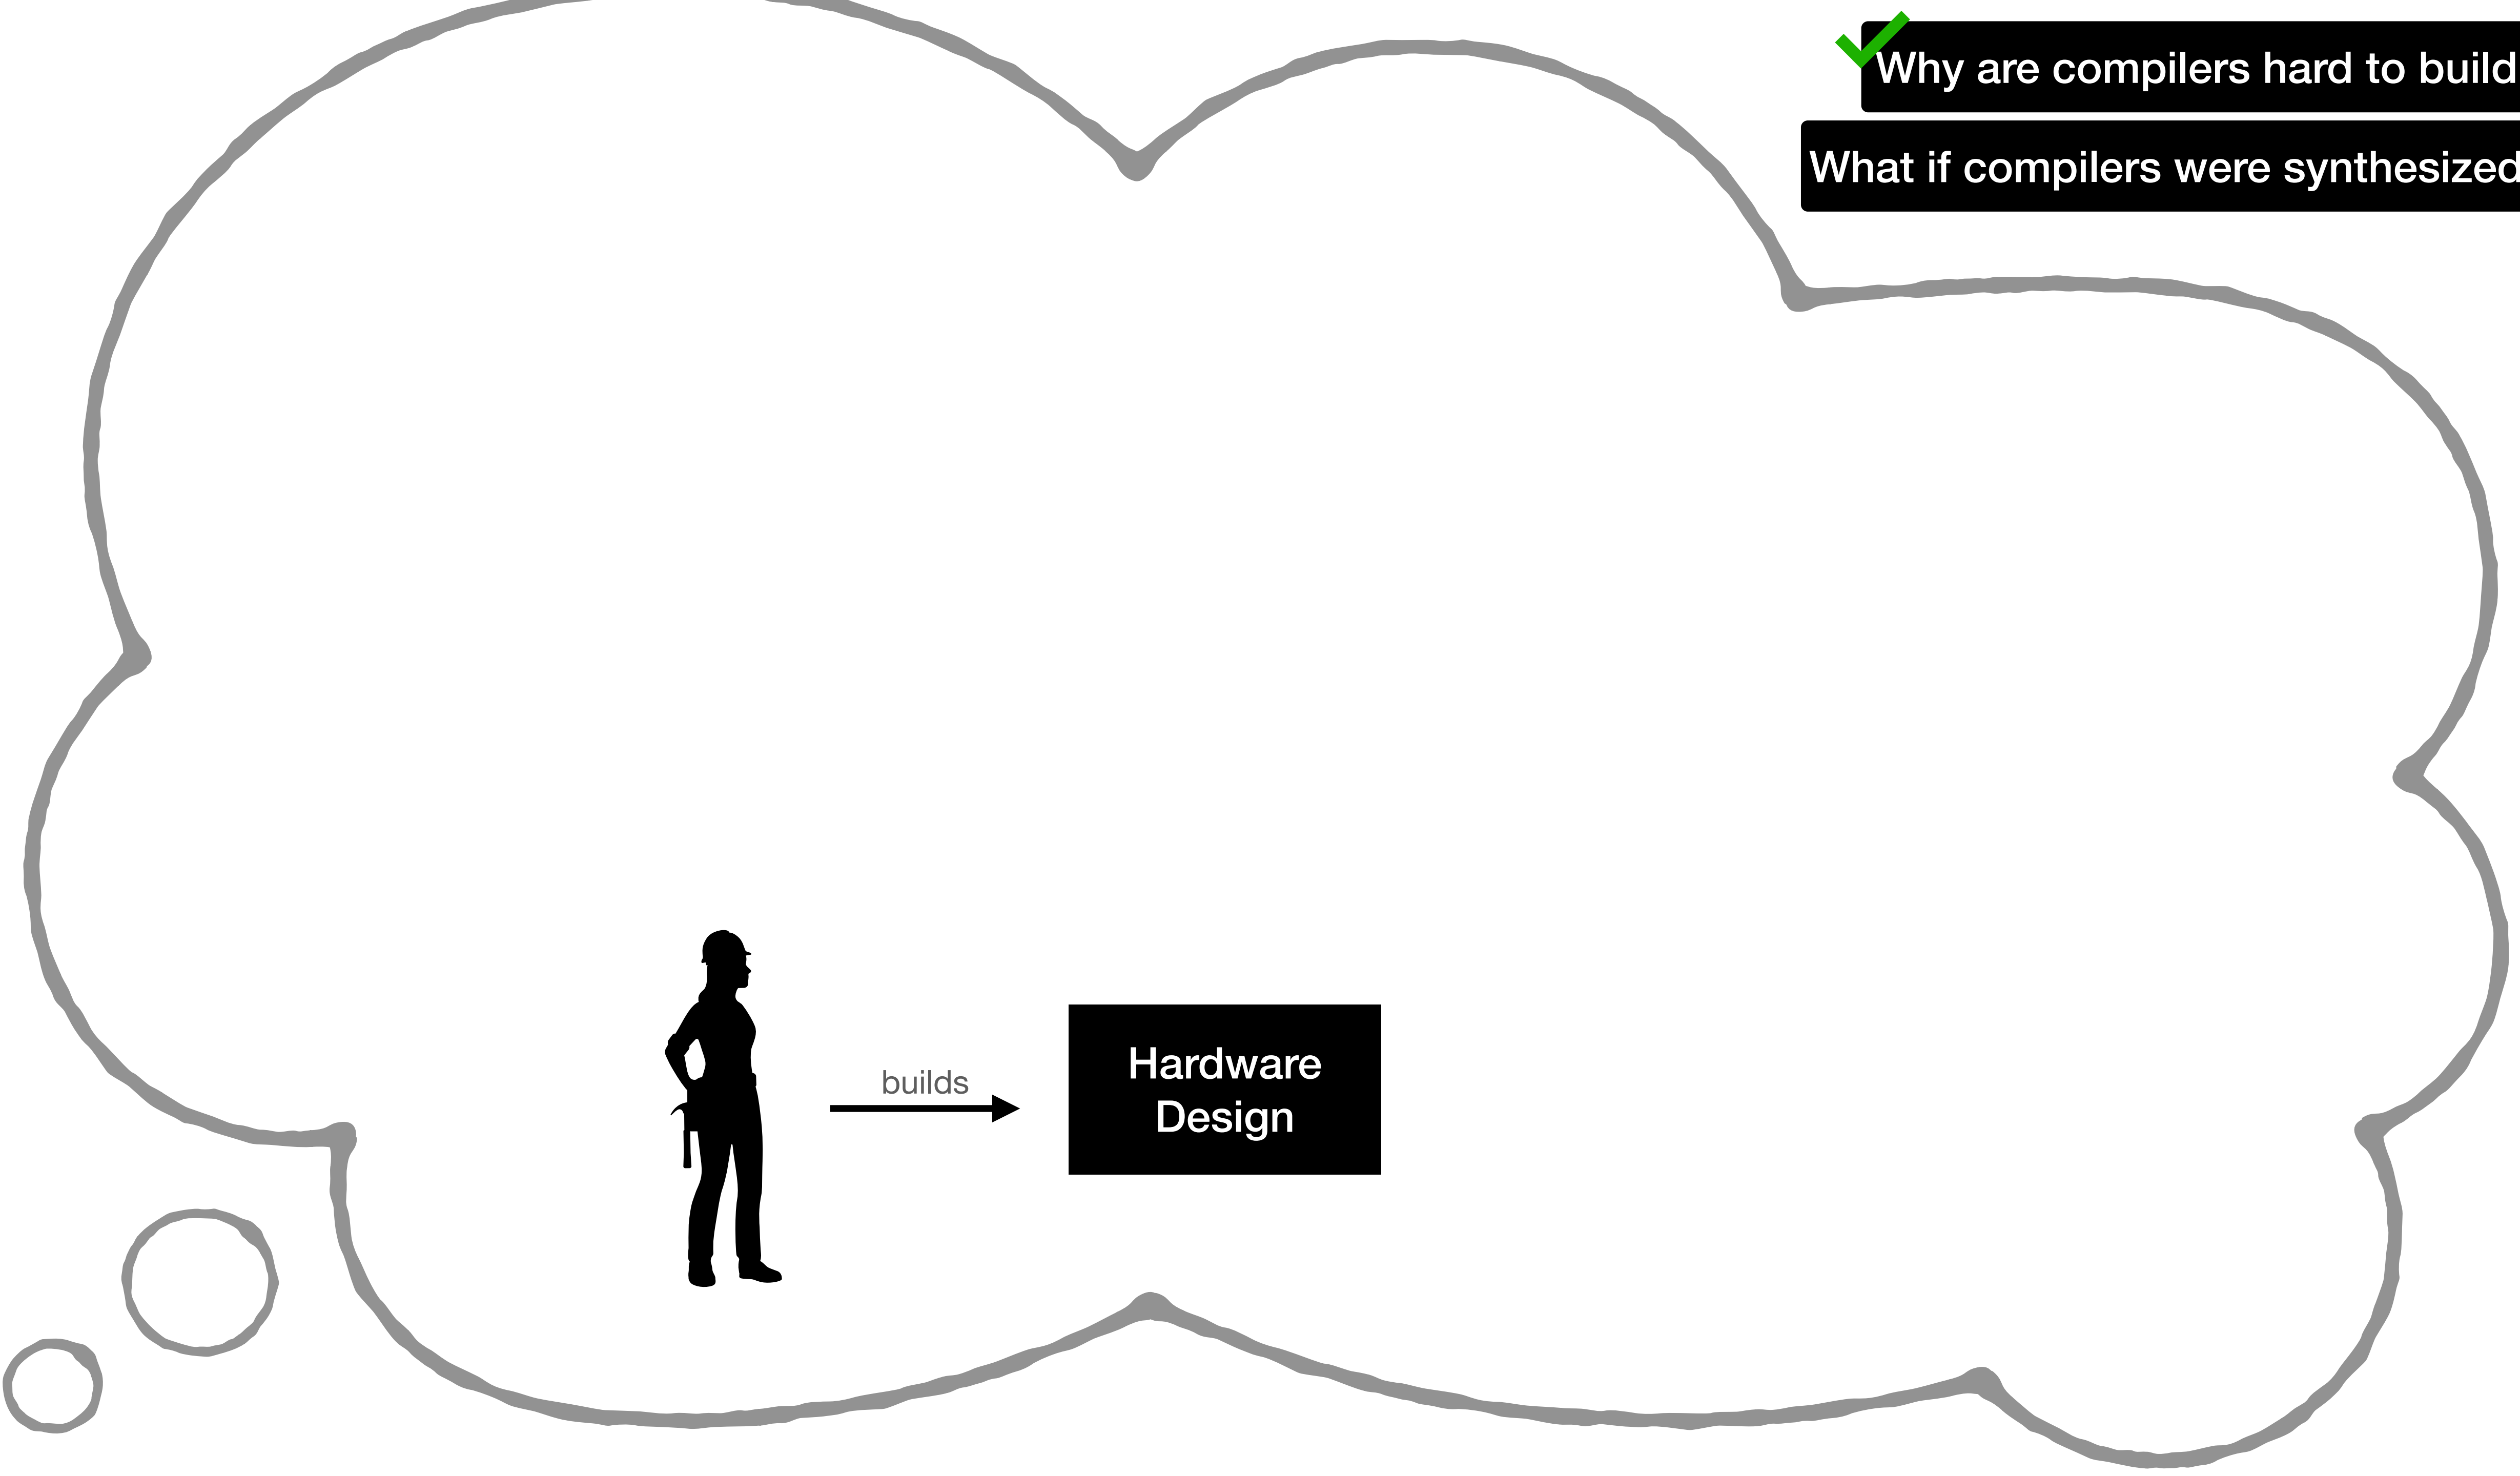 Why are compilers hard to build
What if compilers were synthesized
builds
Hardware
Design